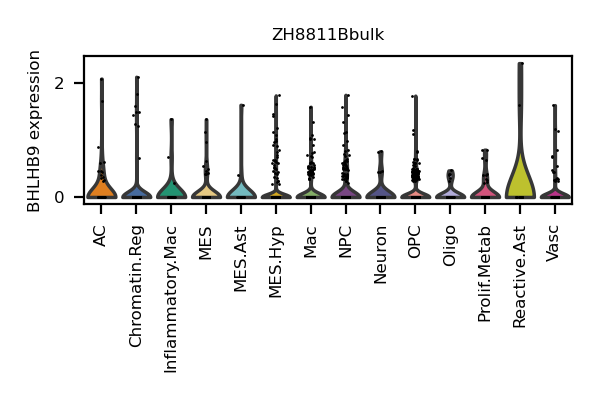 ZH8811Bbulk
BHLHB9 expression
2
0
AC
Chromatin.Reg
Inflammatory.Mac
MES
MES.Ast
MES.Hyp
Mac
NPC
Neuron
OPC
Oligo
Prolif.Metab
Reactive.Ast
Vasc